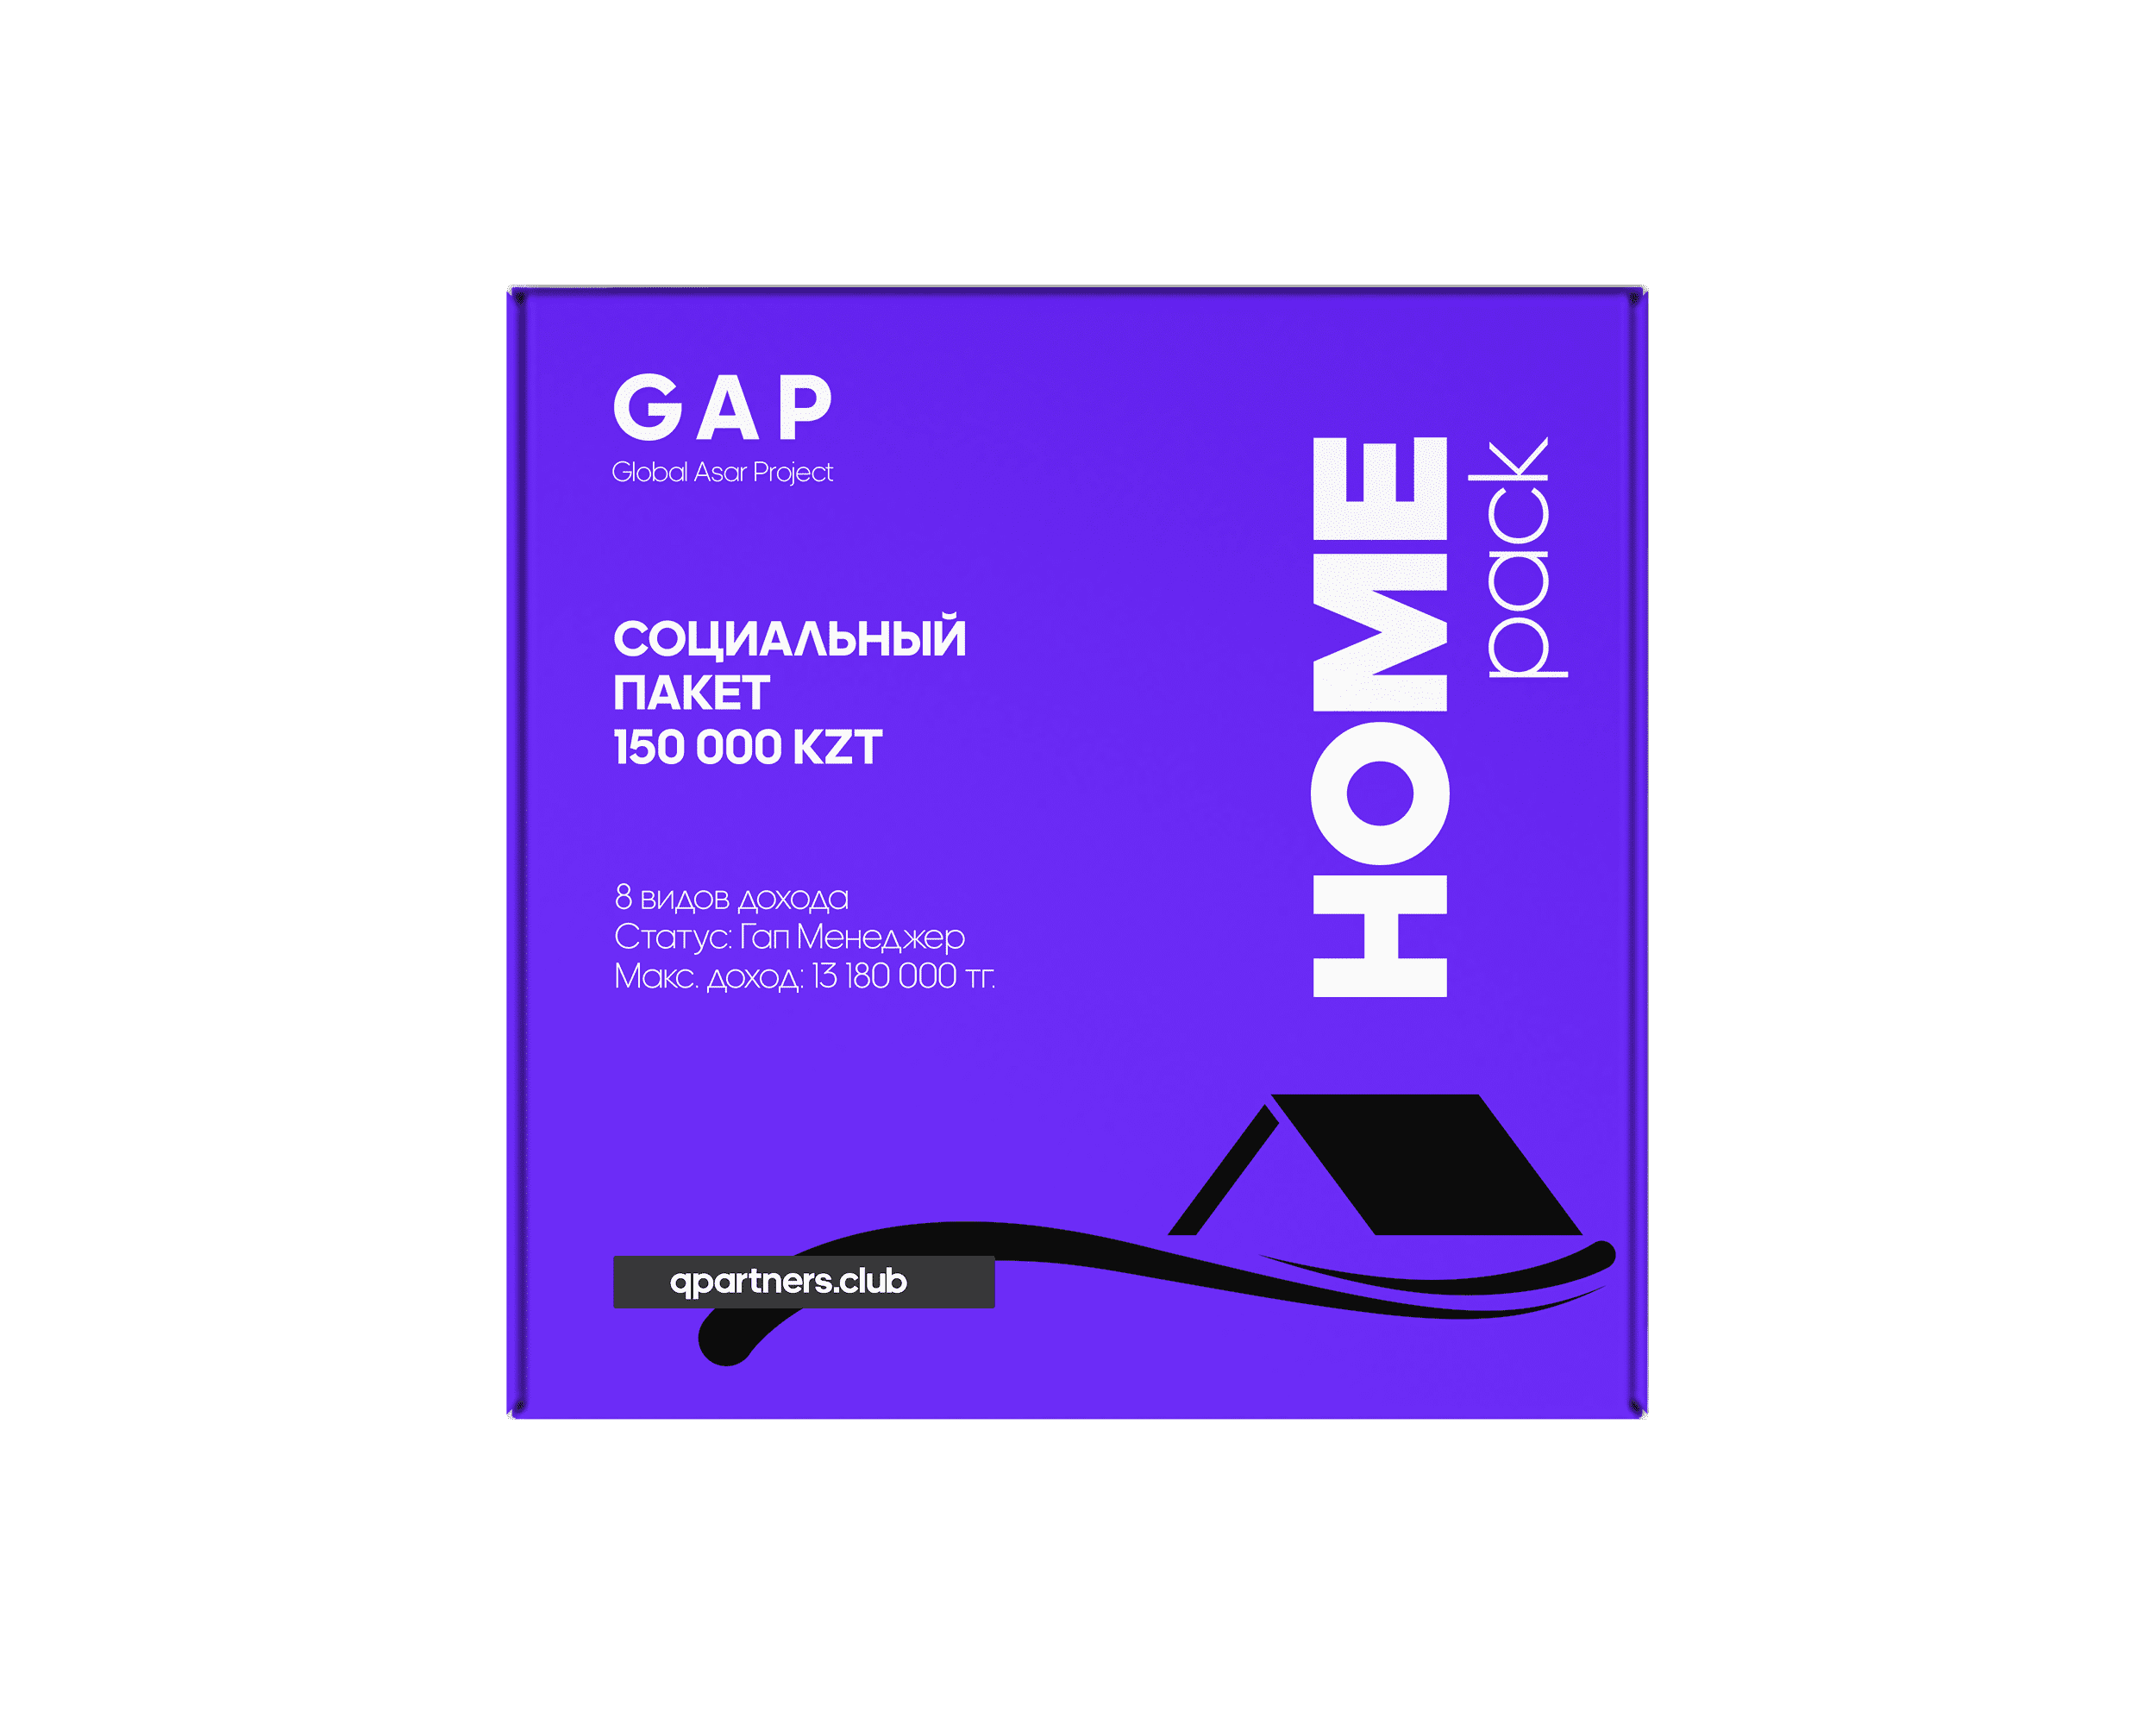 GAP
Global Asar Project
СОЦИАЛЬНЫЙ
ПАКЕТ
150 000 KZT
8 видов дохода
Статус: Гап Менеджер
Макс. доход: 13 180 000 тг.
HOME
pack
qpartners.club